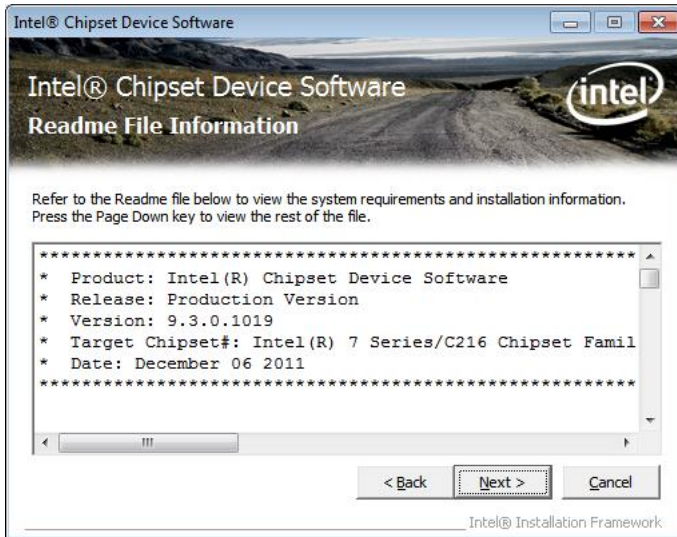 Intel® Chipset Device Software
Intel® Chipset Device Software
intel
Readme File Information
Refer to the Readme file below to view the system requirements and installation information.
Press the Page Down key to view the rest of the file.
*********************************************************
* Product: Intel(R) Chipset Device Software
* Release: Production Version
* Version: 9.3.0.1019
* Target Chipset#: Intel(R) 7 Series/C216 Chipset Famil
* Date: December 06 2011
*********************************************************
< Back
Next >
Cancel
Intel® Installation Framework